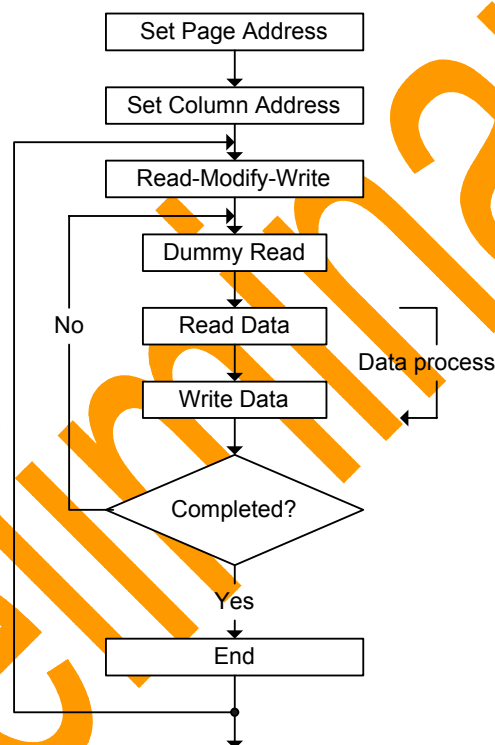 Set Page Address
Set Column Address
Read-Modify-Write
Dummy Read
No
Read Data
Data process
Write Data
Completed?
Yes
End